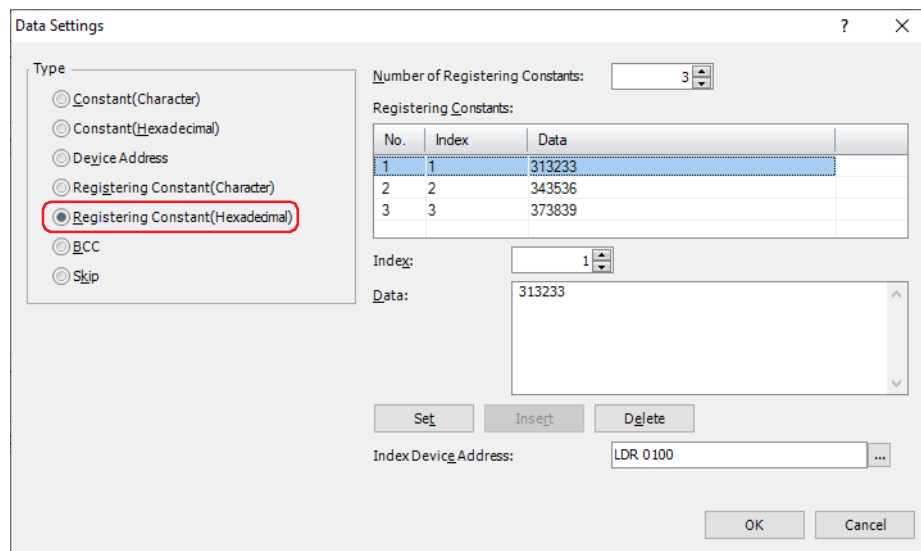 Data Settings ?
Type
Constant(Character)
Constant(Hexadecimal)
Device Address
Registering Constant(Character)
Registering Constant(Hexadecimal)
BCC
Skip
Number of Registering Constants: 3
Registering Constants:
No. Index Data
1 1 313233
2 2 343536
3 3 373839
Index: 1
Data: 313233
Set Insert Delete
Index Device Address: LDR 0100 ...
OK Cancel